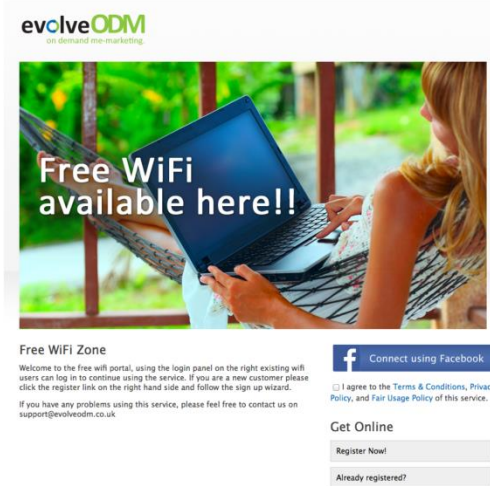 evolveODM
on demand me-marketing.
Free WiFi
available here!!
Free WiFi Zone
Welcome to the free wifi portal, using the login panel on the right existing wifi
users can log in to continue using the service. If you are a new customer please
click the register link on the right hand side and follow the sign up wizard.
If you have any problems using this service, please feel free to contact us on
support@evolveodm.co.uk
f Connect using Facebook
I agree to the Terms & Conditions, Privac
Policy, and Fair Usage Policy of this service.
Get Online
Register Now!
Already registered?